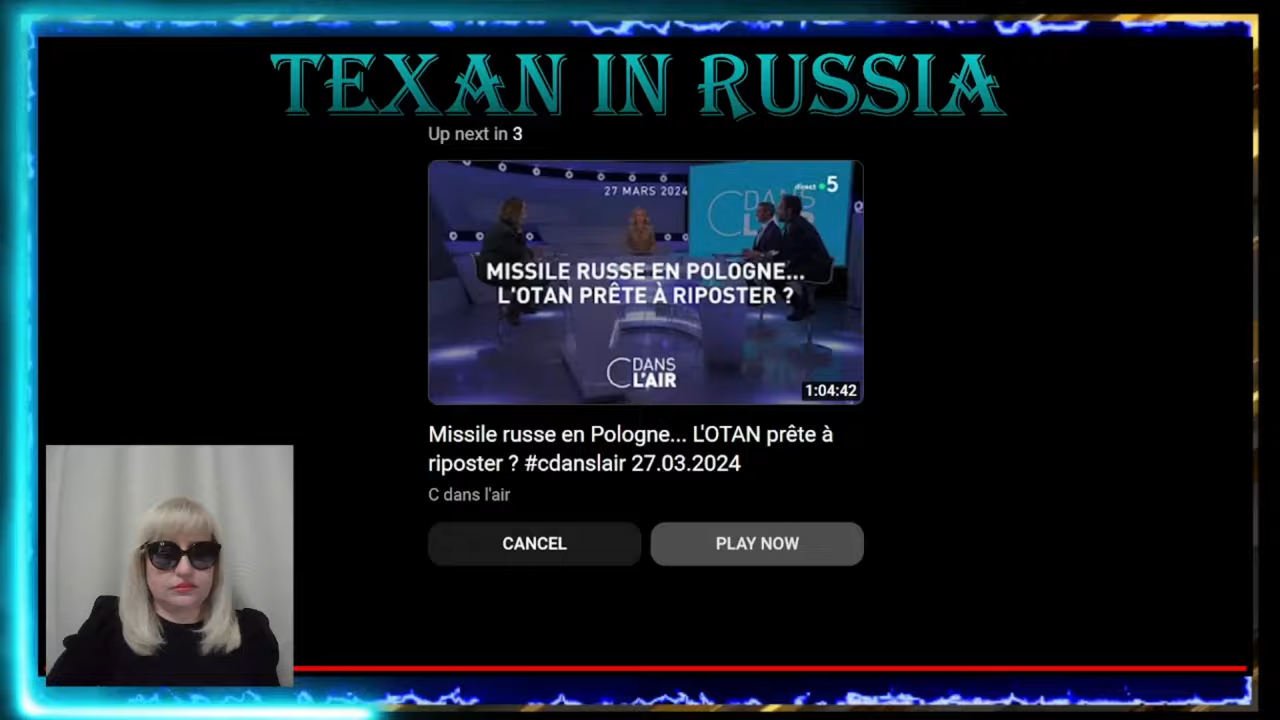 TEXAN IN RUSSIA
Up next in 3
27 MARS 2024
direct 5
C DANS L'AIR
MISSILE RUSSE EN POLOGNE...
L'OTAN PRÊTE À RIPOSTER ?
C DANS
L'AIR
1:04:42
Missile russe en Pologne... L'OTAN prête à
riposter ? #cdanslair 27.03.2024
C dans l'air
CANCEL
PLAY NOW